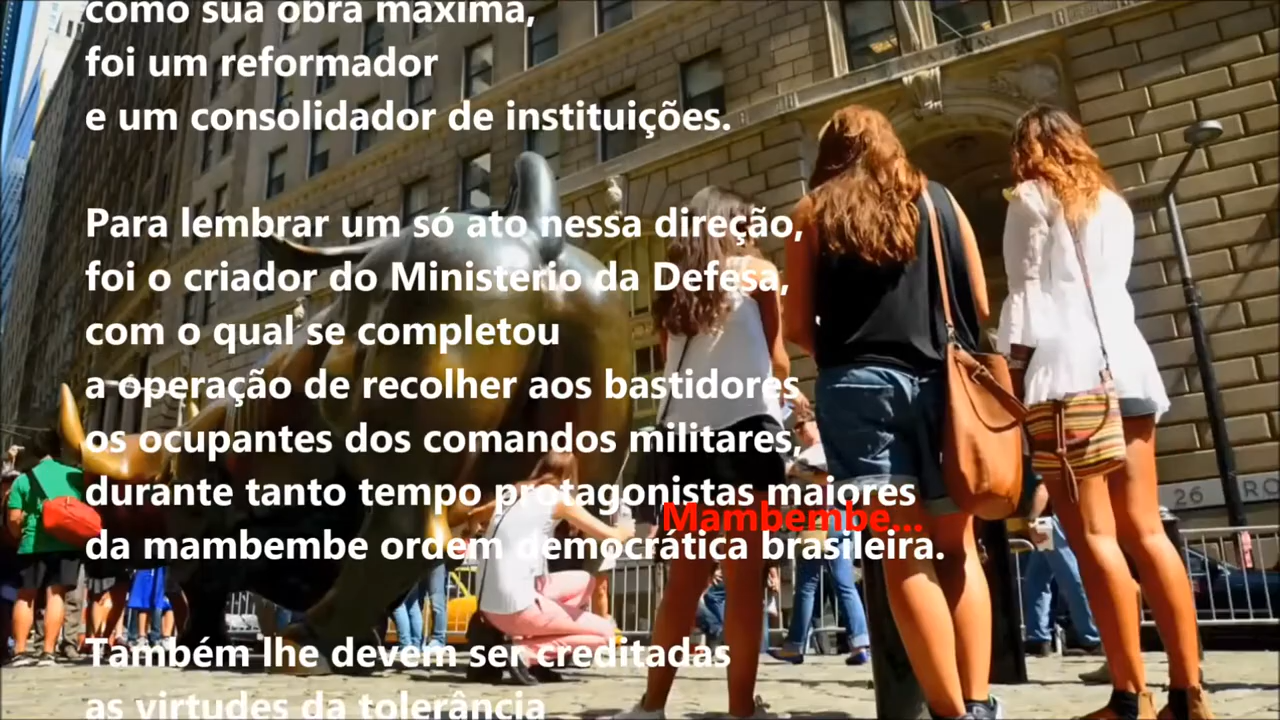 como sua obra máxima,
foi um reformador
e um consolidador de instituições.
Para lembrar um só ato nessa direção,
foi o criador do Ministério da Defesa,
com o qual se completou
a operação de recolher aos bastidores
os ocupantes dos comandos militares,
durante tanto tempo protagonistas maiores
Mambembe...
da mambembe ordem democrática brasileira.
Também lhe devem ser creditadas
as virtudes da tolerância
26